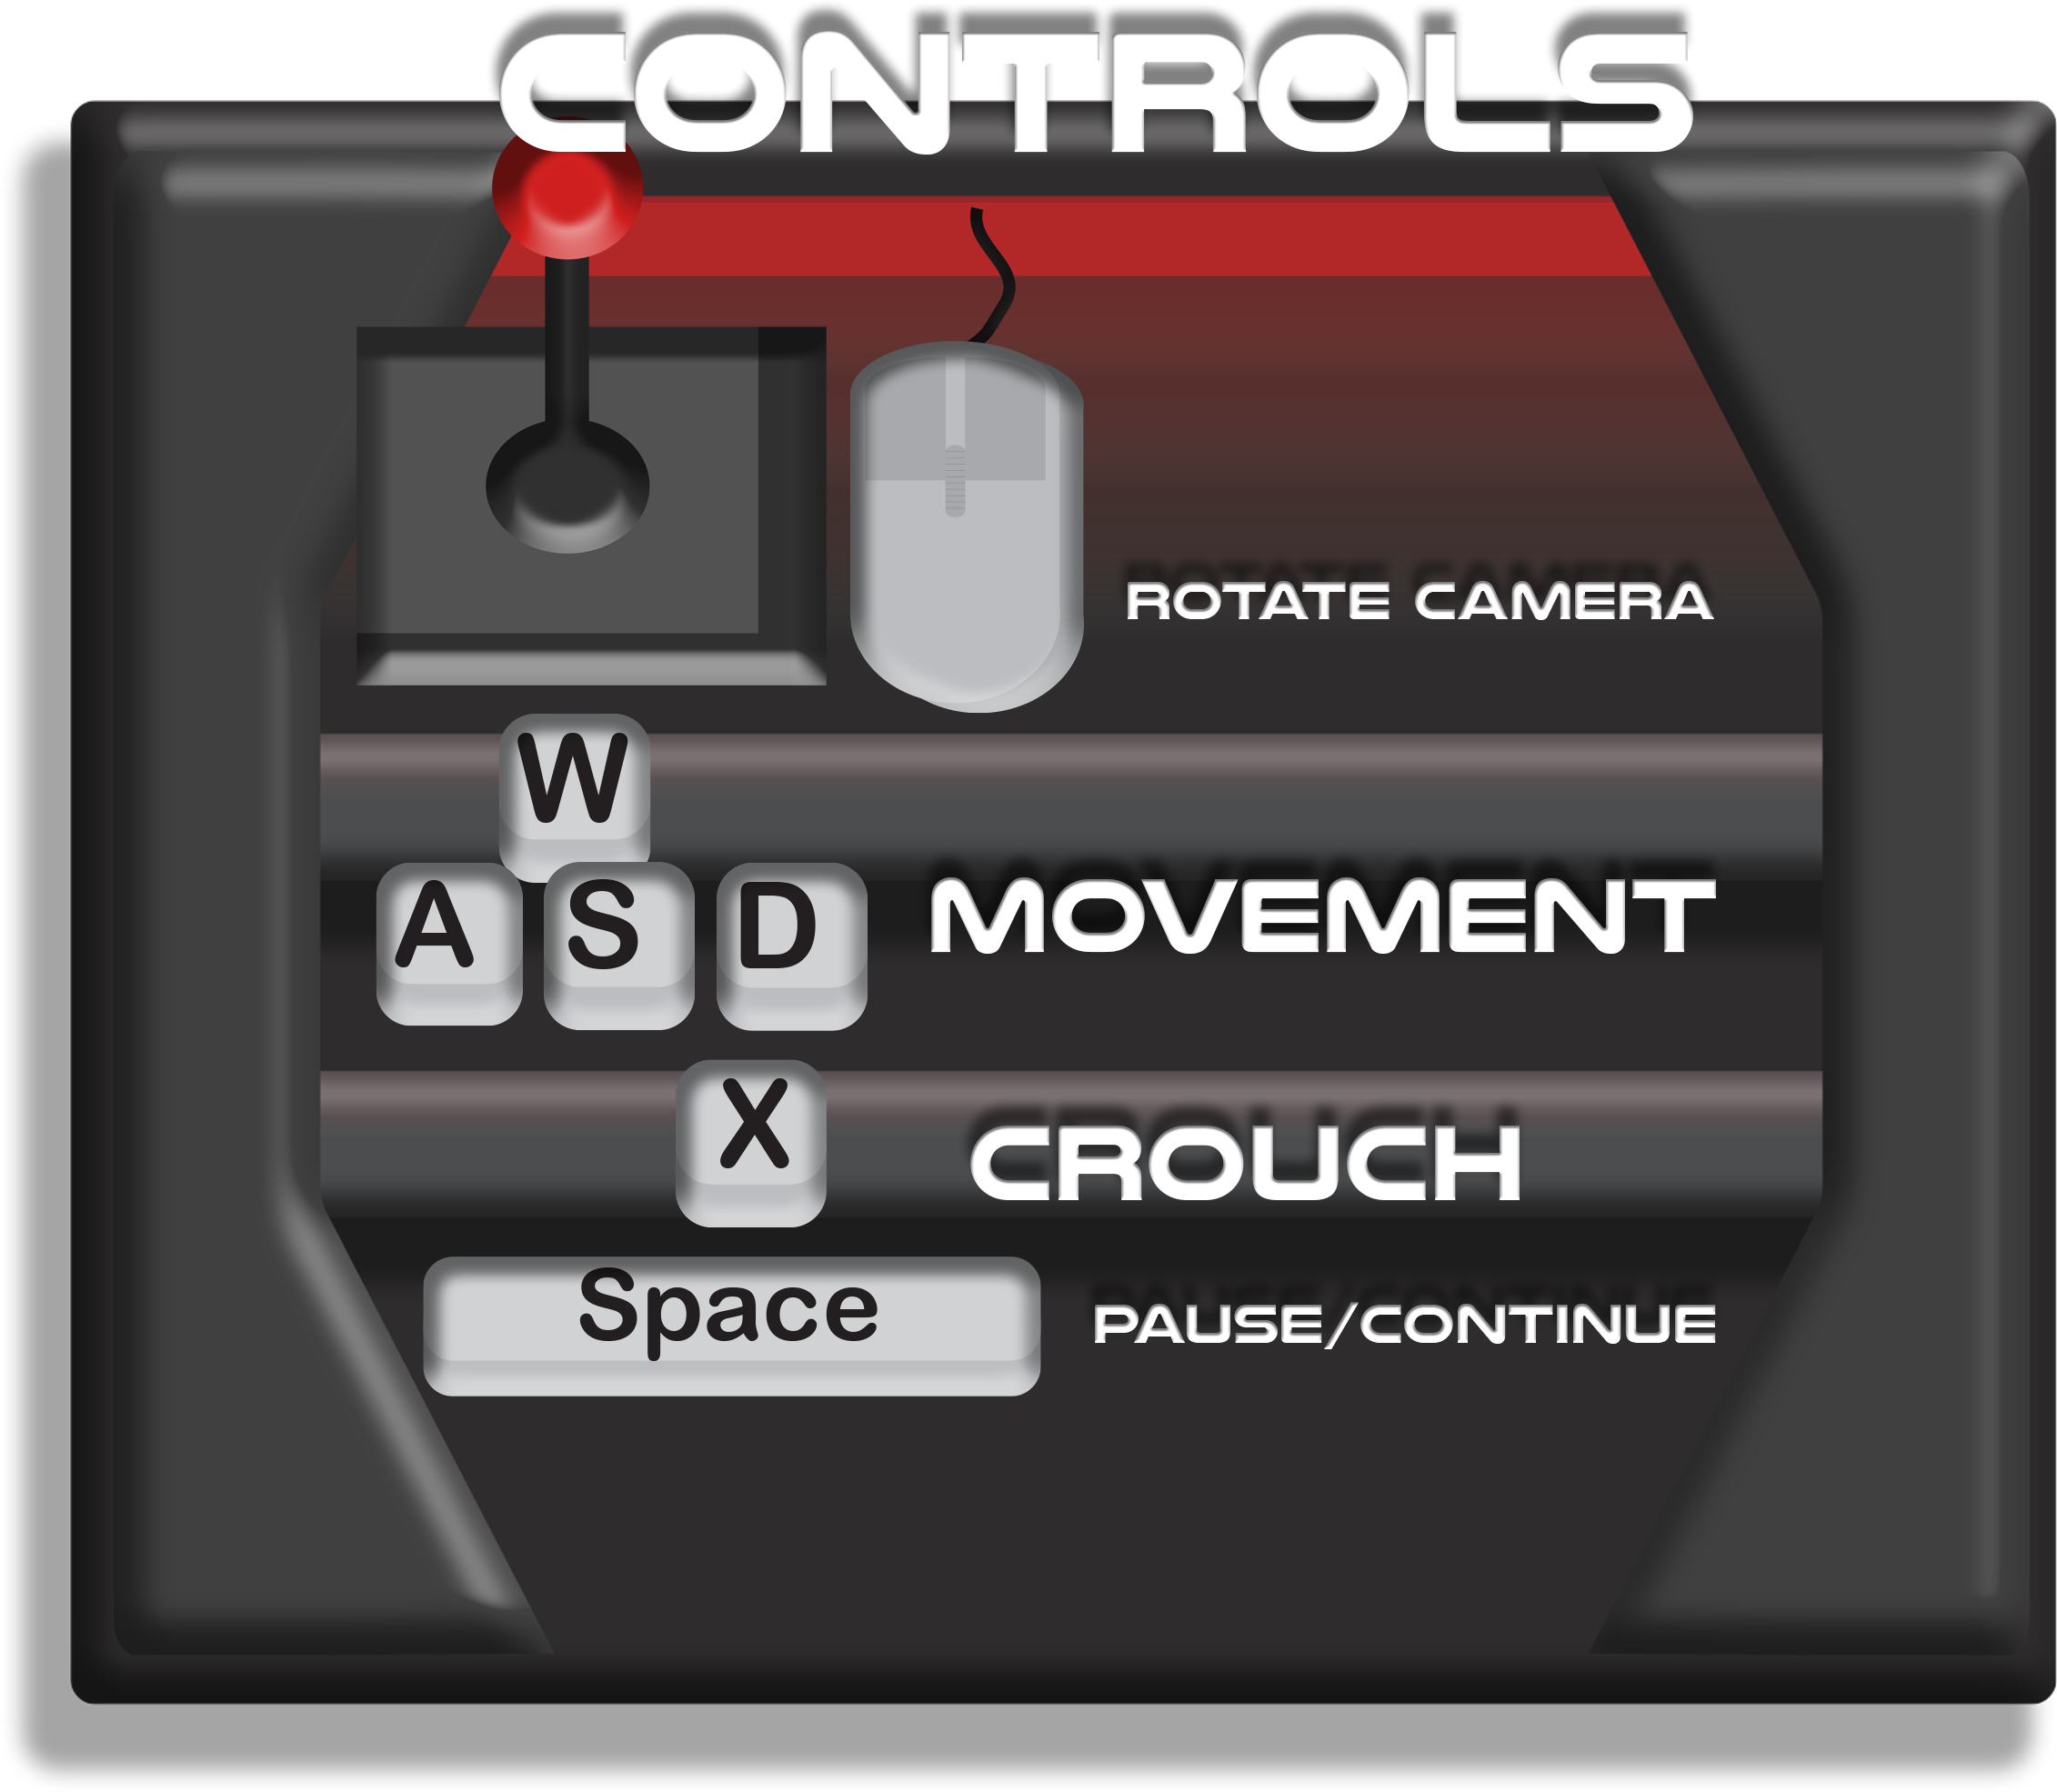 CONTROLS
ROTATE CAMERA
W
A S D MOVEMENT
X CROUCH
Space PAUSE/CONTINUE